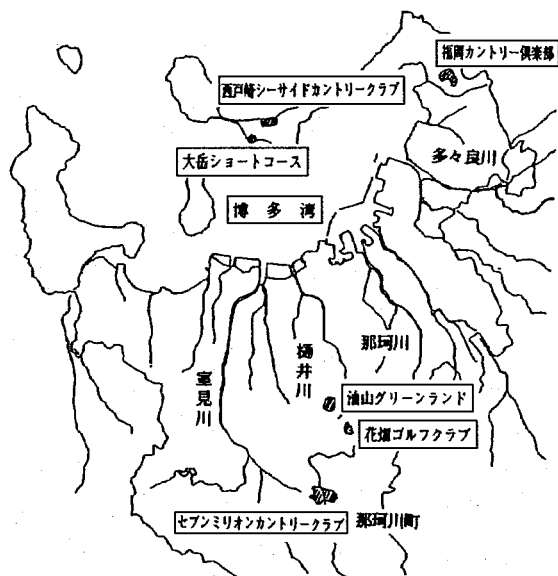 福岡カントリー倶楽部
西戸崎シーサイドカントリークラブ
大岳ショートコース
多々良川
博多湾
那珂川
樋井川
室見川
油山グリーンランド
花畑ゴルフクラブ
セブンミリオンカントリークラブ
那珂川町